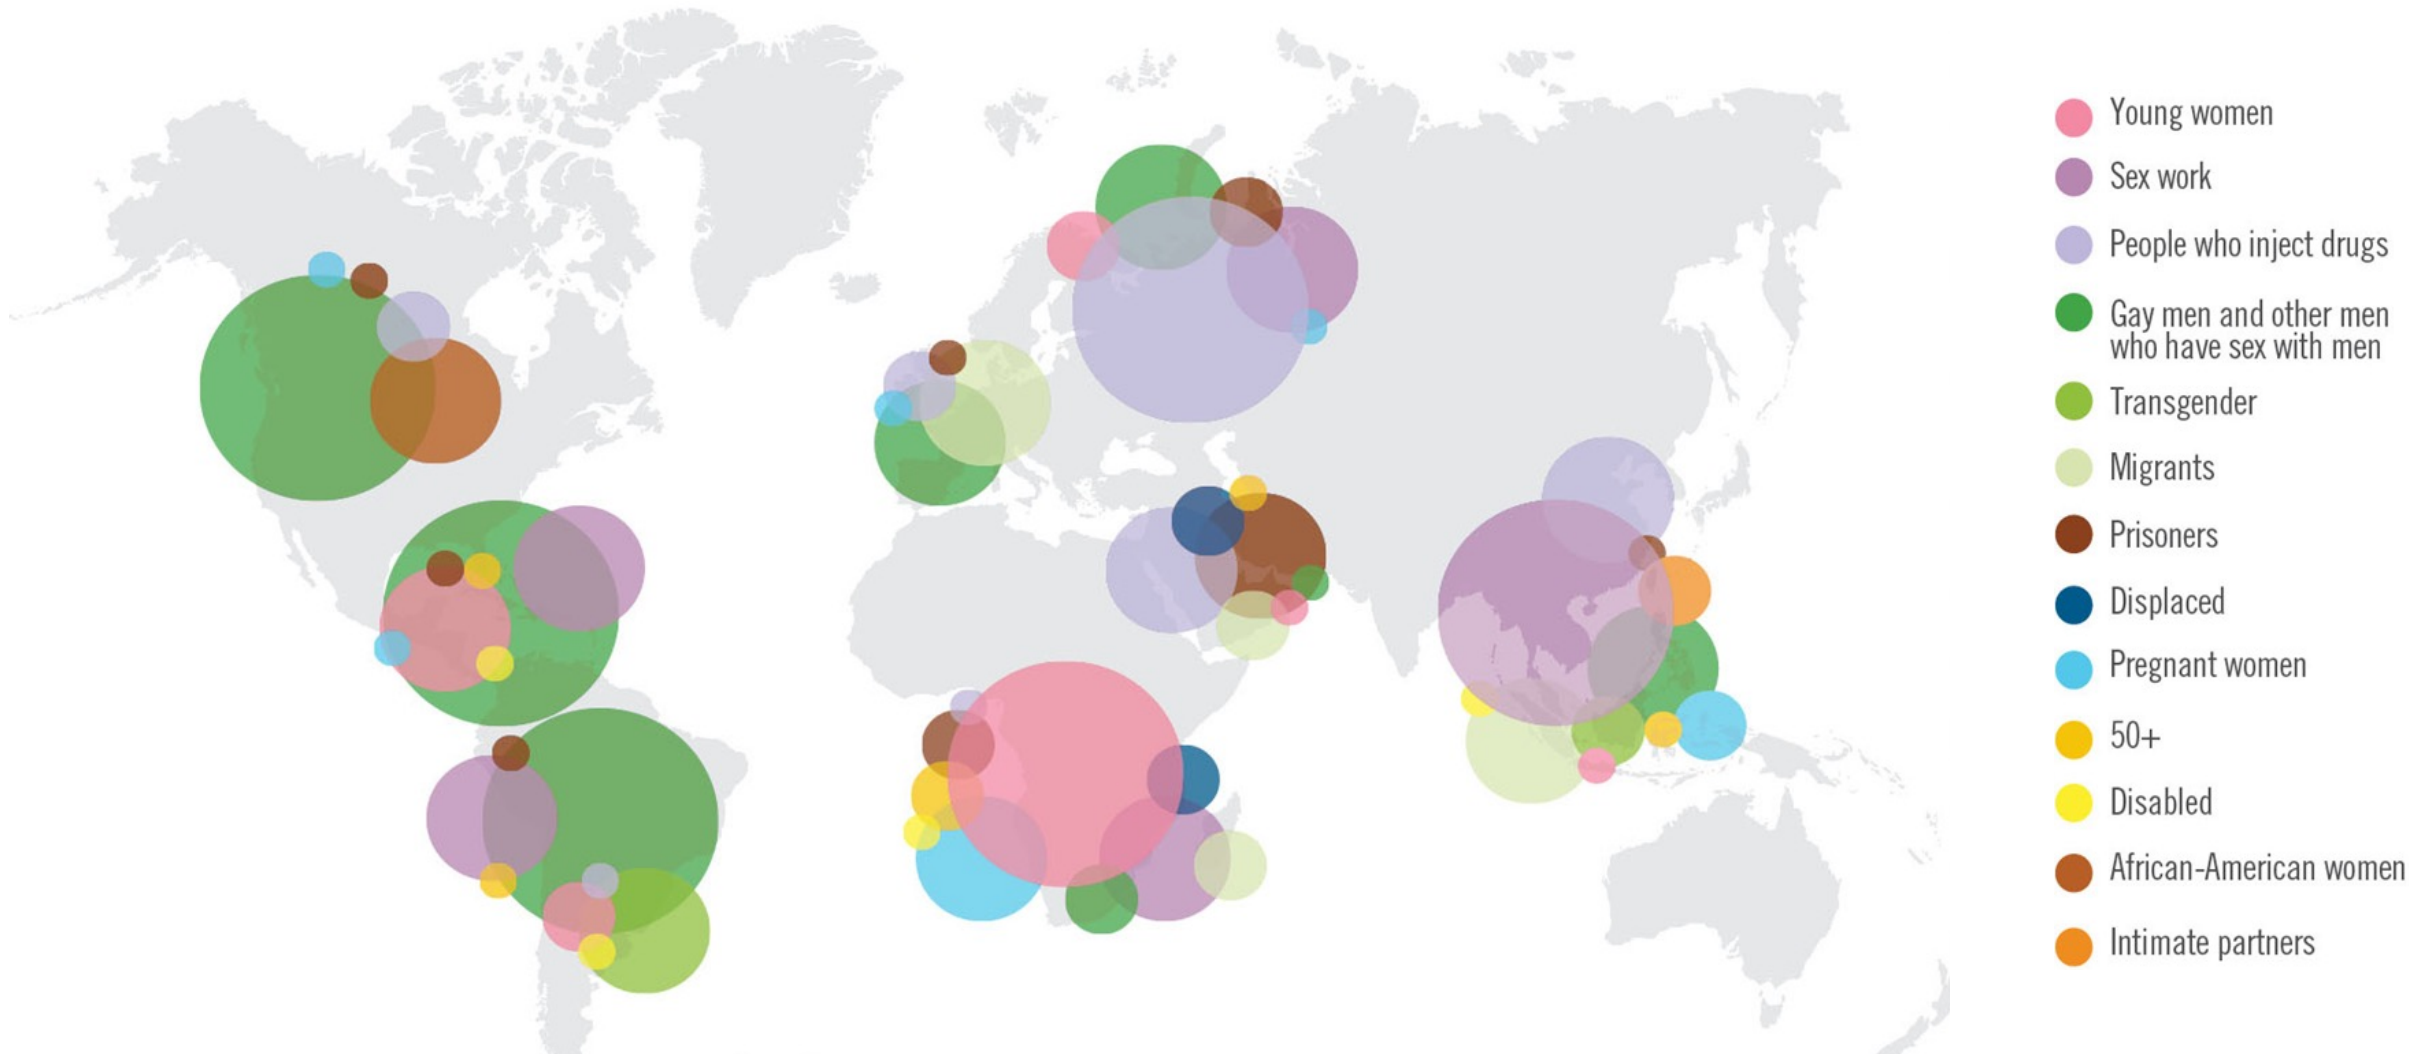 Young women
Sex work
People who inject drugs
Gay men and other men
who have sex with men
Transgender
Migrants
Prisoners
Displaced
Pregnant women
50+
Disabled
African-American women
Intimate partners